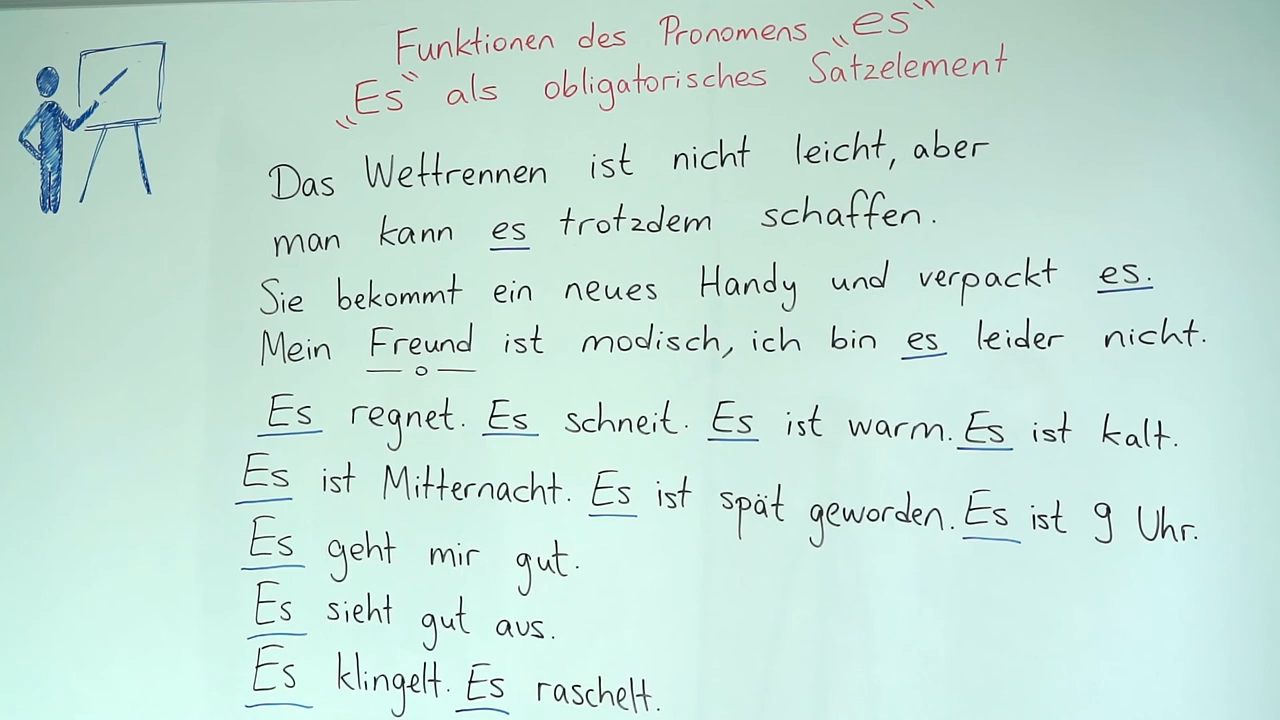 Funktionen des Pronomens „es“
„Es“ als obligatorisches Satzelement
Das Wettrennen ist nicht leicht, aber
man kann es trotzdem schaffen.
Sie bekommt ein neues Handy und verpackt es.
Mein Freund ist modisch, ich bin es leider nicht.
Es regnet. Es schneit. Es ist warm. Es ist kalt.
Es ist Mitternacht. Es ist spät geworden. Es ist 9 Uhr.
Es geht mir gut.
Es sieht gut aus.
Es klingelt. Es raschelt.